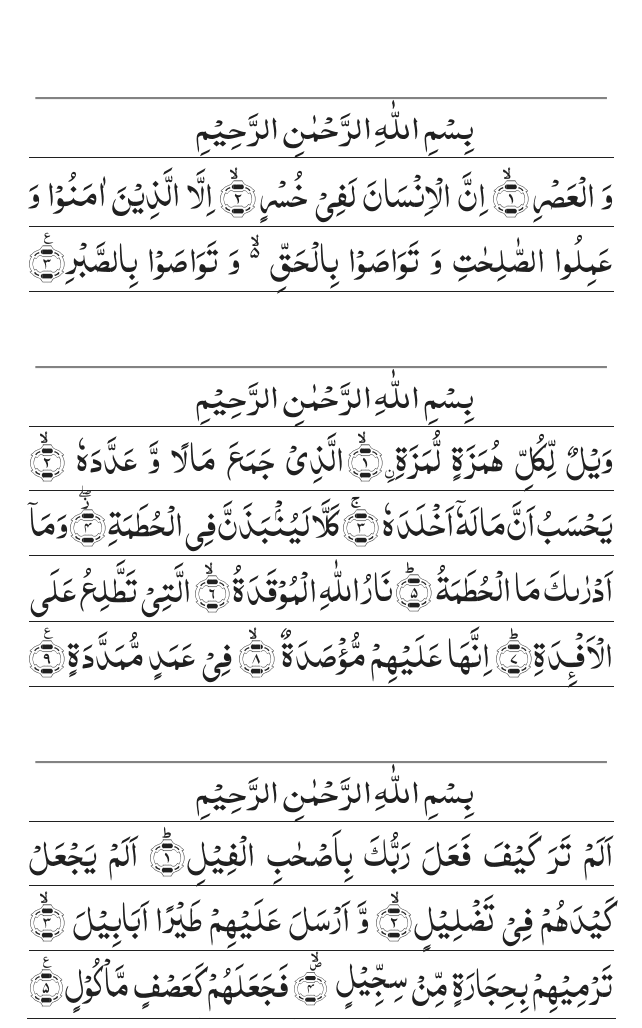 بِسْمِ اللّٰهِ الرَّحْمٰنِ الرَّحِيْمِ
وَ الْعَصْرِۙ‏﴿۱﴾ اِنَّ الْاِنْسَانَ لَفِىْ خُسْرٍۙ‏﴿۲﴾ اِلَّا الَّذِيْنَ اٰمَنُوْا وَ
عَمِلُوا الصّٰلِحٰتِ وَ تَوَاصَوْا بِالْحَقِّ ۙ وَ تَوَاصَوْا بِالصَّبْرِ‏﴿۳﴾ع
بِسْمِ اللّٰهِ الرَّحْمٰنِ الرَّحِيْمِ
وَيْلٌ لِّكُلِّ هُمَزَةٍ لُّمَزَةِۙ‏ۨ﴿۱﴾ الَّذِىْ جَمَعَ مَالًا وَّ عَدَّدَهٗۙ‏﴿۲﴾
يَحْسَبُ اَنَّ مَالَهٗۤ اَخْلَدَهٗۚ‏﴿۳﴾ كَلَّا لَيُنْۢبَذَنَّ فِى الْحُطَمَةِۖ‏﴿۴﴾ وَمَاۤ
اَدْرٰٮكَ مَا الْحُطَمَةُؕ‏﴿۵﴾ نَارُ اللّٰهِ الْمُوْقَدَةُۙ‏﴿۶﴾ الَّتِىْ تَطَّلِعُ عَلَى
الْاَفْـِٕدَةِؕ‏﴿۷﴾ اِنَّهَا عَلَيْهِمْ مُّؤْصَدَةٌۙ‏﴿۸﴾ فِىْ عَمَدٍ مُّمَدَّدَةٍ‏﴿۹﴾ع
بِسْمِ اللّٰهِ الرَّحْمٰنِ الرَّحِيْمِ
اَلَمْ تَرَ كَيْفَ فَعَلَ رَبُّكَ بِاَصْحٰبِ الْفِيْلِؕ‏﴿۱﴾ اَلَمْ يَجْعَلْ
كَيْدَهُمْ فِىْ تَضْلِيْلٍۙ‏﴿۲﴾ وَّ اَرْسَلَ عَلَيْهِمْ طَيْرًا اَبَابِيْلَۙ‏﴿۳﴾
تَرْمِيْهِمْ بِحِجَارَةٍ مِّنْ سِجِّيْلٍ۪ۙ‏﴿۴﴾ فَجَعَلَهُمْ كَعَصْفٍ مَّاْكُوْلٍ‏﴿۵﴾ع